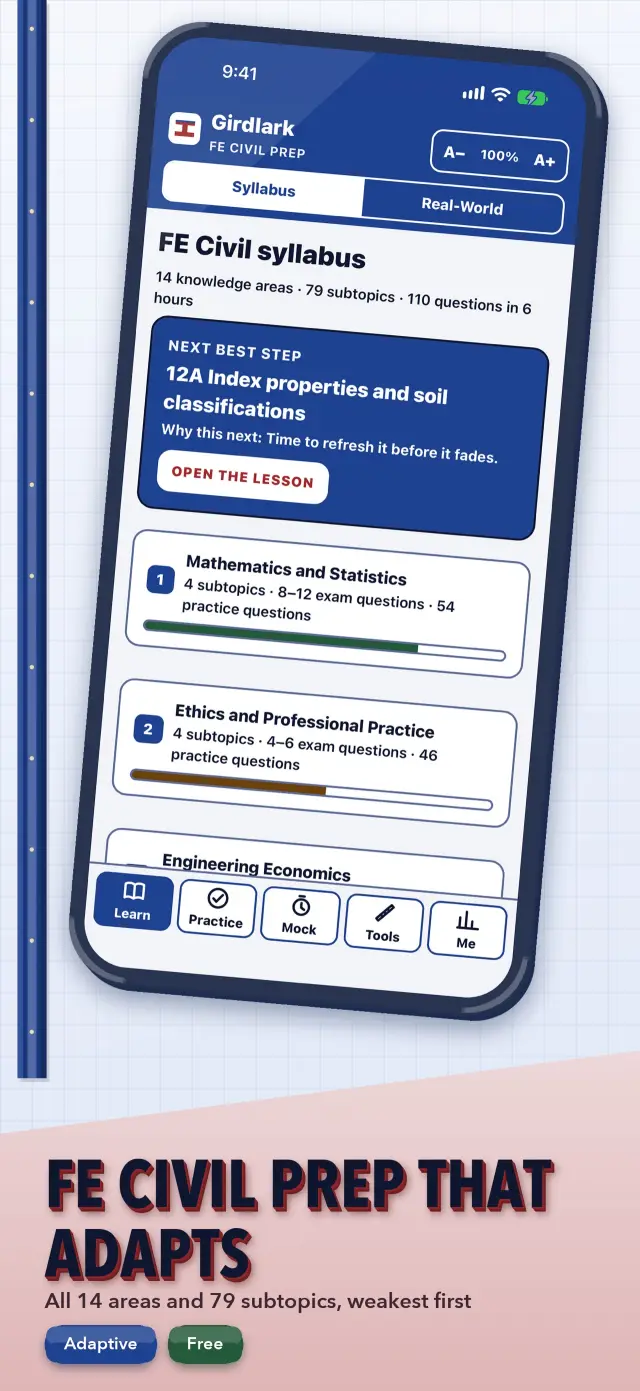 9:41
Girdlark
FE CIVIL PREP
A−
100%
A+
Syllabus
Real-World
FE Civil syllabus
14 knowledge areas · 79 subtopics · 110 questions in 6
hours
NEXT BEST STEP
12A Index properties and soil
classifications
Why this next: Time to refresh it before it fades.
OPEN THE LESSON
1
Mathematics and Statistics
4 subtopics · 8–12 exam questions · 54
practice questions
2
Ethics and Professional Practice
4 subtopics · 4–6 exam questions · 46
practice questions
Engineering Economics
Learn
Practice
Mock
Tools
Me
FE CIVIL PREP THAT
ADAPTS
All 14 areas and 79 subtopics, weakest first
Adaptive
Free